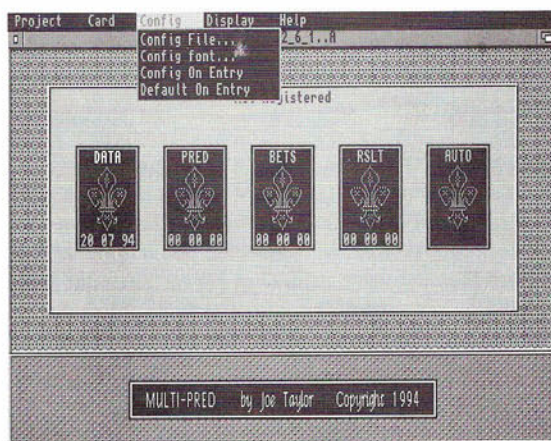 Project Card Config Display Help
2_6_1..A
Config File...
Config font...
Config On Entry
Default On Entry
Registered
DATA PRED BETS RSLT AUTO
20 07 94 00 00 00 00 00 00 00 00 00
MULTI-PRED by Joe Taylor Copyright 1994